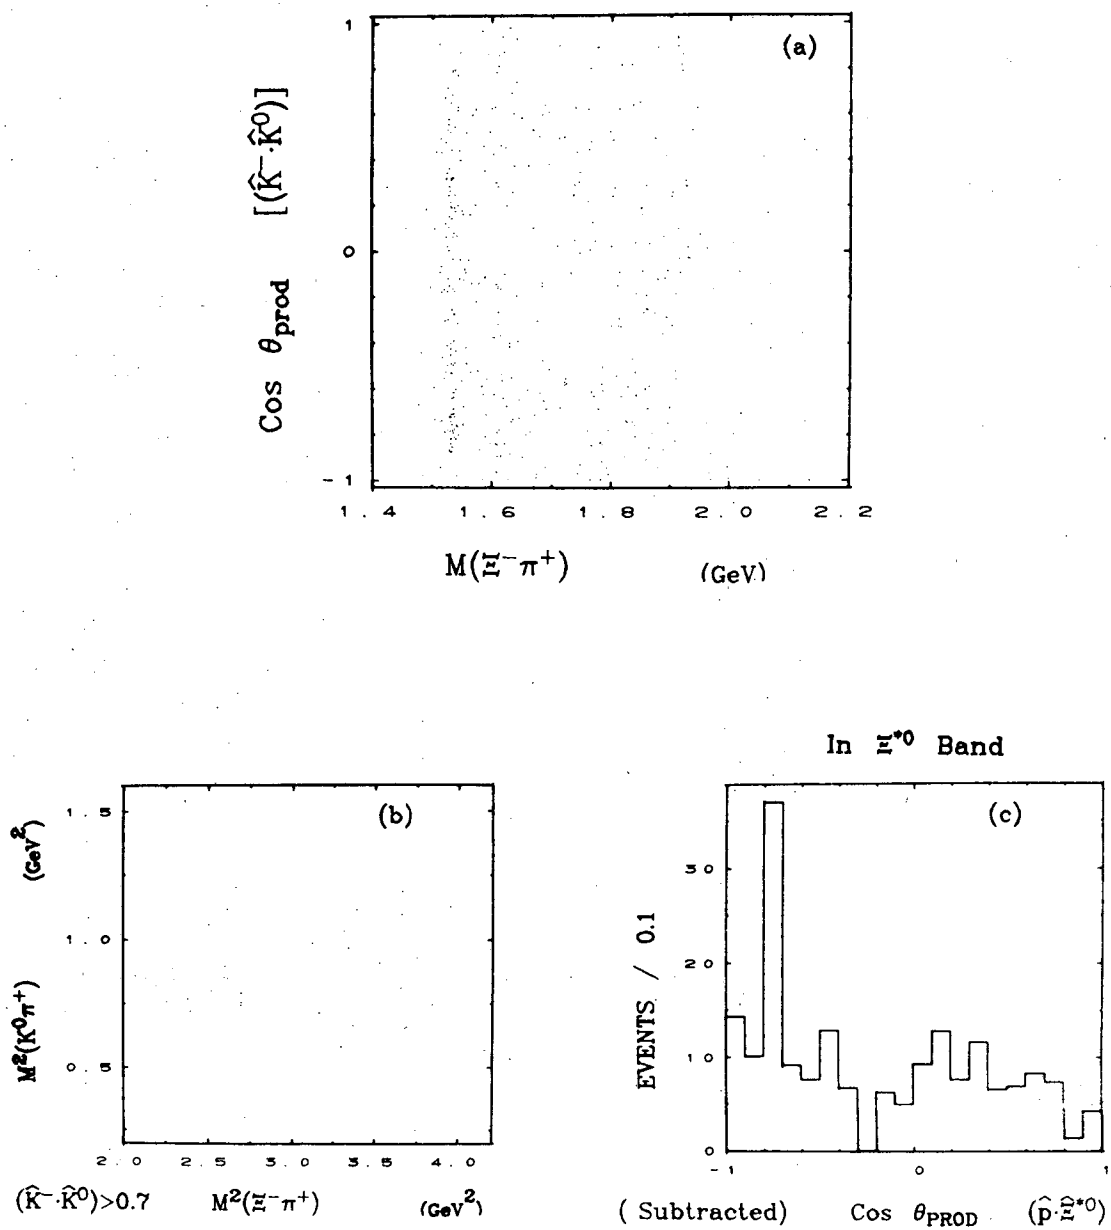 1
(a)
Cos θprod [(K̂⁻·K̂⁰)]
0
-1
1.4 1.6 1.8 2.0 2.2
M(Ξ⁻π⁺) (GeV)
In Ξ*⁰ Band
1.5
(b)
(c)
M²(K⁰π⁺) (GeV²)
1.0
0.5
2.0 2.5 3.0 3.5 4.0
(K̂⁻·K̂⁰)>0.7 M²(Ξ⁻π⁺) (GeV²)
EVENTS / 0.1
30
20
10
0
-1 0 1
(Subtracted) Cos θPROD (p̂·Ξ̂*⁰)